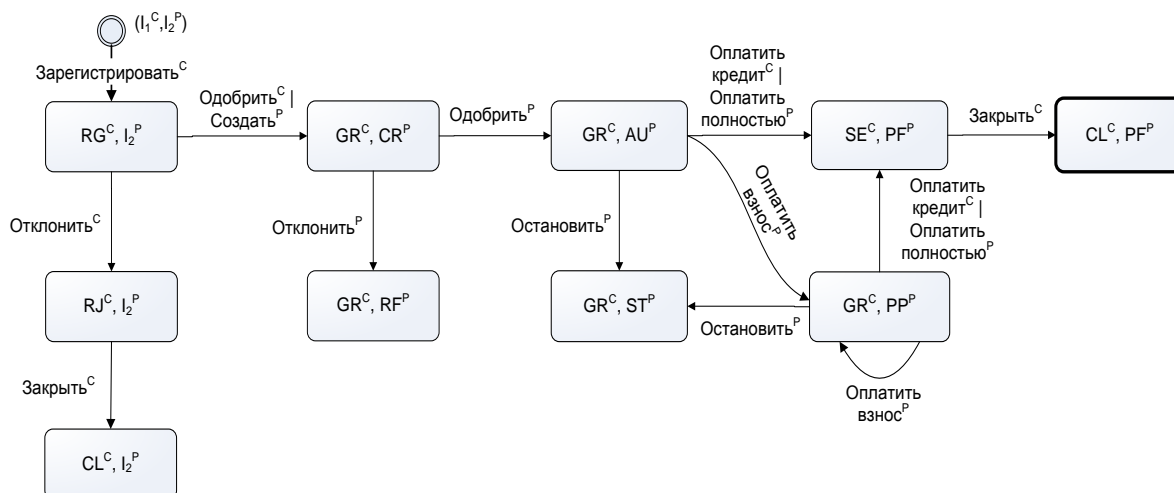 (I₁ᶜ,I₂ᴾ)
Зарегистрироватьᶜ
RGᶜ, I₂ᴾ
Одобритьᶜ |
Создатьᴾ
GRᶜ, CRᴾ
Одобритьᴾ
GRᶜ, AUᴾ
Оплатить
кредитᶜ |
Оплатить
полностьюᴾ
SEᶜ, PFᴾ
Закрытьᶜ
CLᶜ, PFᴾ
Отклонитьᶜ
Отклонитьᴾ
Остановитьᴾ
Оплатить
взносᴾ
Оплатить
кредитᶜ |
Оплатить
полностьюᴾ
RJᶜ, I₂ᴾ
GRᶜ, RFᴾ
GRᶜ, STᴾ
Остановитьᴾ
GRᶜ, PPᴾ
Закрытьᶜ
Оплатить
взносᴾ
CLᶜ, I₂ᴾ